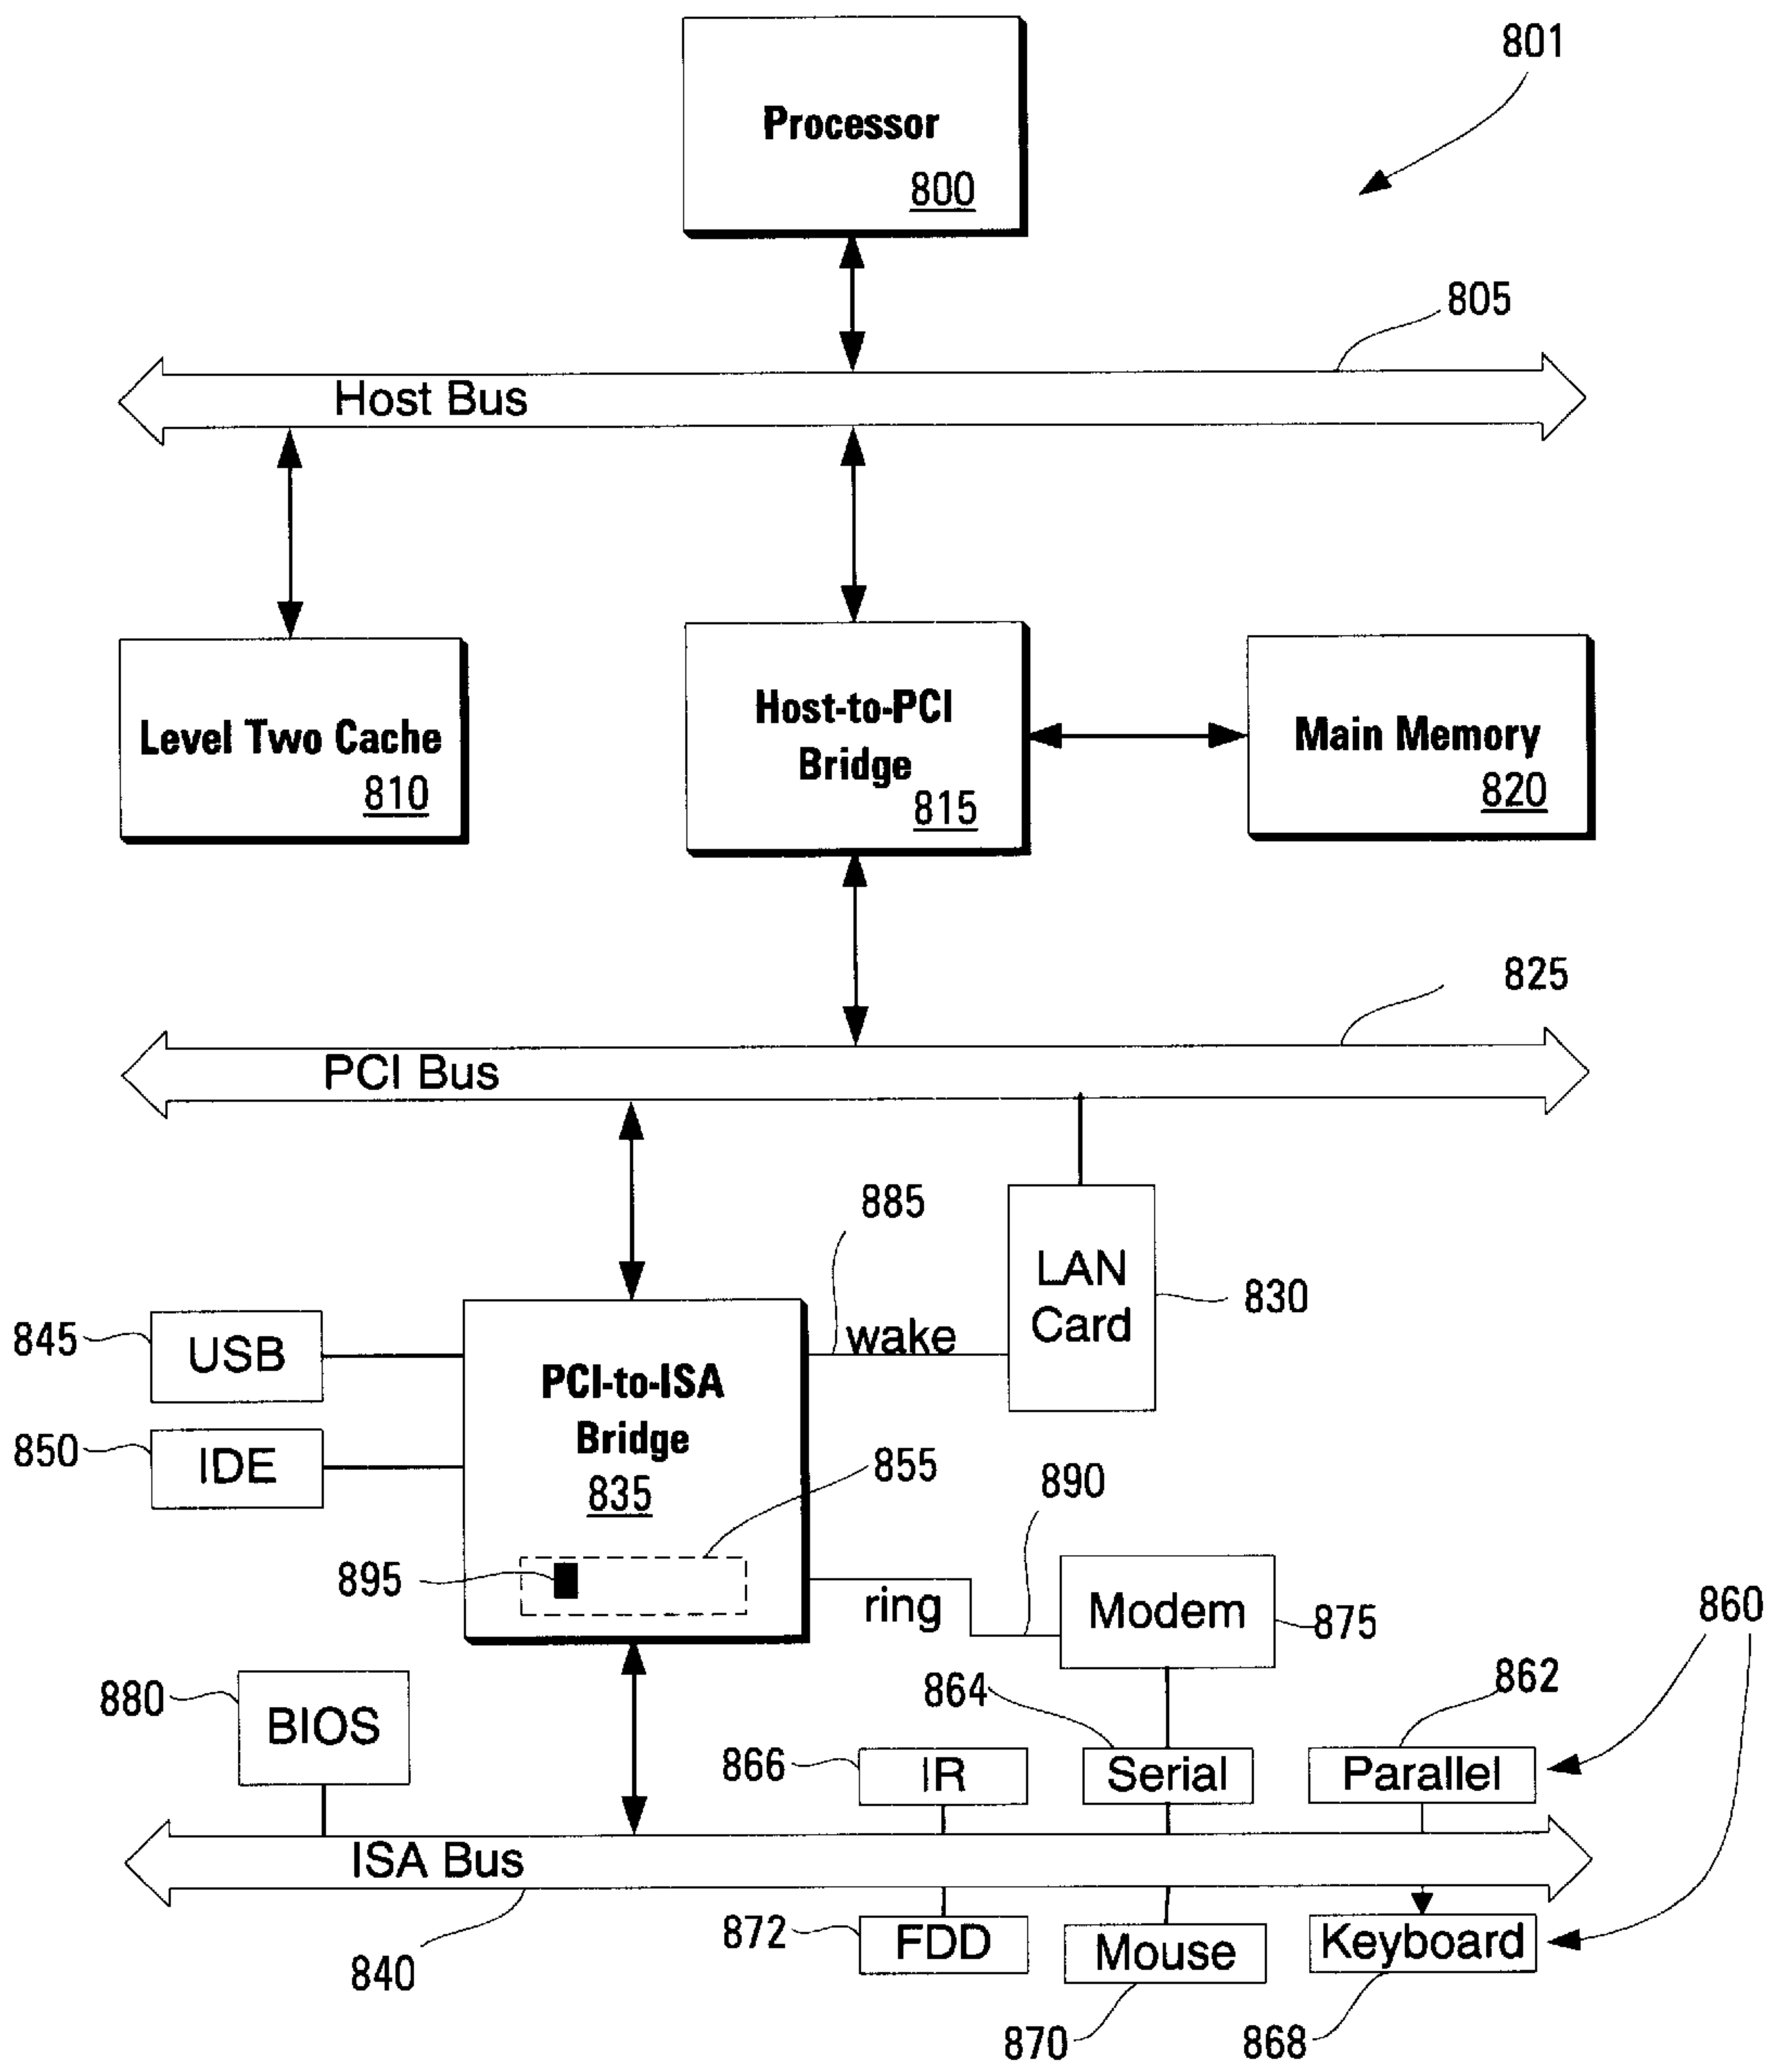 801
Processor
800
805
Host Bus
Level Two Cache
810
Host-to-PCI
Bridge
815
Main Memory
820
825
PCI Bus
885
LAN
Card
830
wake
845
USB
850
IDE
PCI-to-ISA
Bridge
835
855
895
890
ring
Modem
875
860
880
BIOS
864
862
866
IR
Serial
Parallel
ISA Bus
840
872
FDD
Mouse
870
Keyboard
868